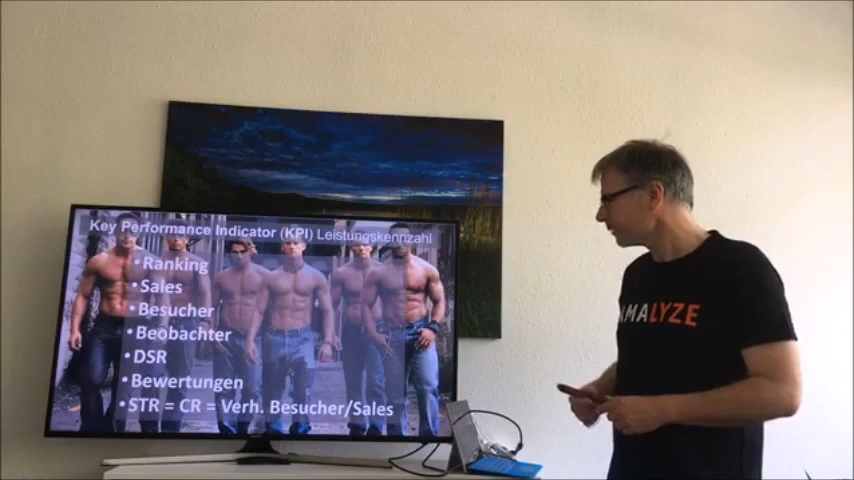 Key Performance Indicator (KPI) Leistungskennzahl
• Ranking
• Sales
• Besucher
• Beobachter
• DSR
• Bewertungen
• STR = CR = Verh. Besucher/Sales
AMALYZE